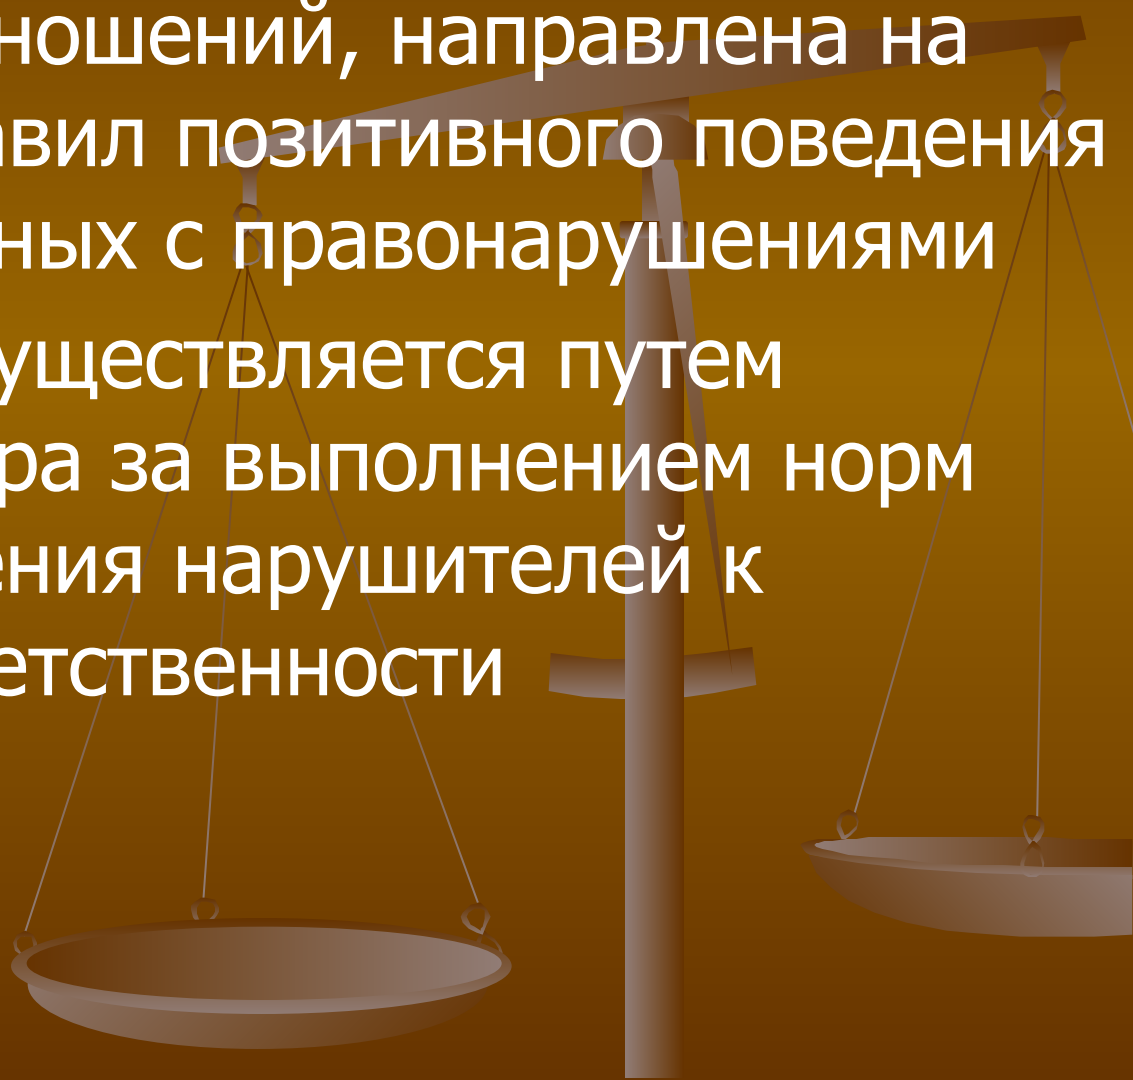 ношений, направлена на
авил позитивного поведения
ных с правонарушениями
уществляется путем
ра за выполнением норм
ения нарушителей к
етственности